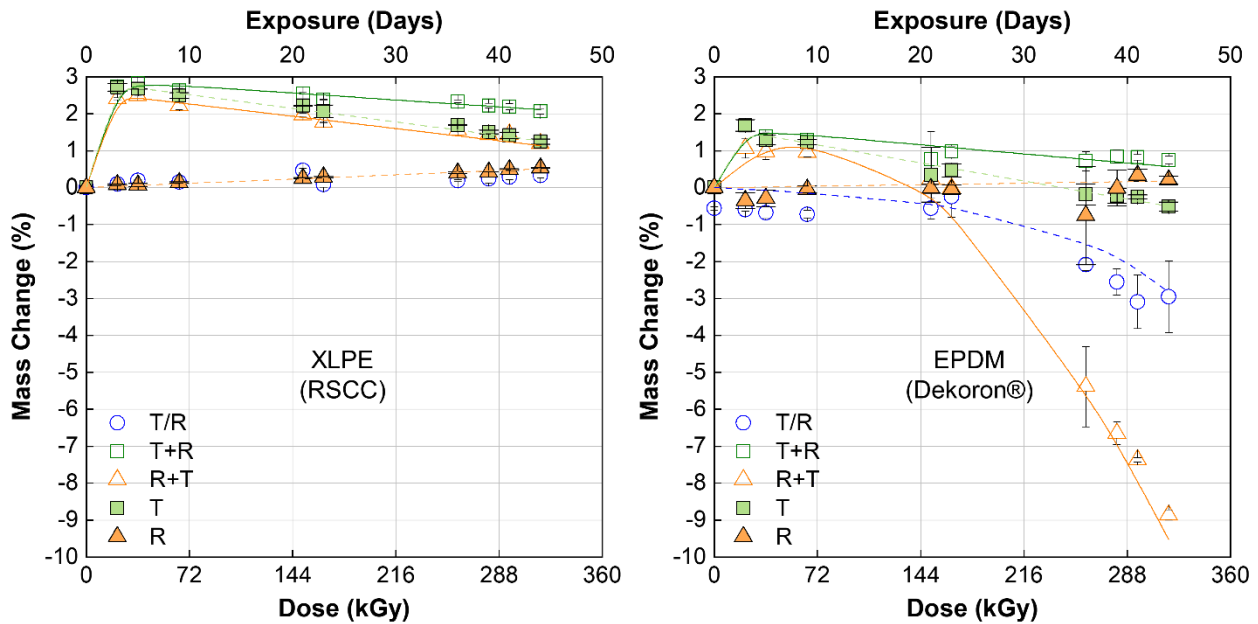 Exposure (Days)
0 10 20 30 40 50
Mass Change (%)
3
2
1
0
-1
-2
-3
-4
-5
-6
-7
-8
-9
-10
XLPE
(RSCC)
T/R
T+R
R+T
T
R
0 72 144 216 288 360
Dose (kGy)
Exposure (Days)
0 10 20 30 40 50
Mass Change (%)
3
2
1
0
-1
-2
-3
-4
-5
-6
-7
-8
-9
-10
EPDM
(Dekoron®)
T/R
T+R
R+T
T
R
0 72 144 216 288 360
Dose (kGy)